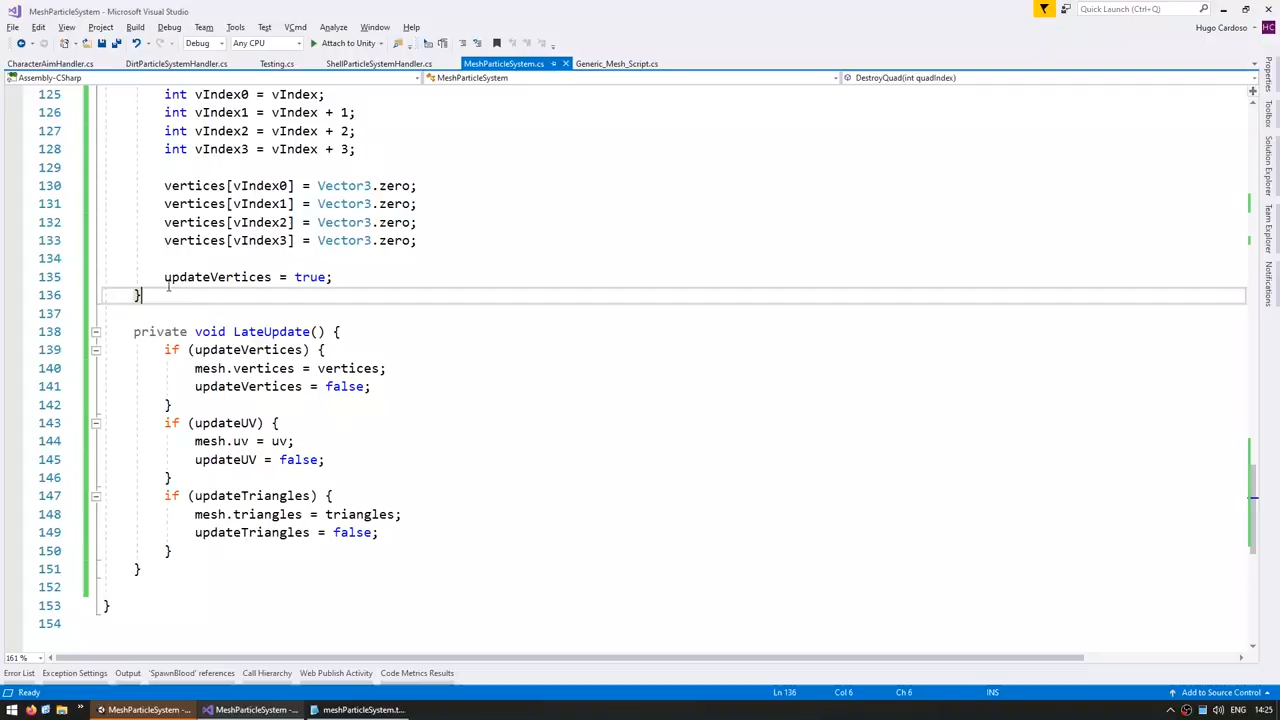 MeshParticleSystem - Microsoft Visual Studio
Quick Launch (Ctrl+Q)
File Edit View Project Build Debug Team Tools VCmd Analyze Window Help
Hugo Cardoso HC
Debug Any CPU Attach to Unity
CharacterAimHandler.cs DirtParticleSystemHandler.cs Testing.cs ShellParticleSystemHandler.cs MeshParticleSystem.cs Generic_Mesh_Script.cs
Assembly-CSharp MeshParticleSystem DestroyQuad(int quadIndex)
125 int vIndex0 = vIndex;
126 int vIndex1 = vIndex + 1;
127 int vIndex2 = vIndex + 2;
128 int vIndex3 = vIndex + 3;
129
130 vertices[vIndex0] = Vector3.zero;
131 vertices[vIndex1] = Vector3.zero;
132 vertices[vIndex2] = Vector3.zero;
133 vertices[vIndex3] = Vector3.zero;
134
135 updateVertices = true;
136 }
137
138 private void LateUpdate() {
139 if (updateVertices) {
140 mesh.vertices = vertices;
141 updateVertices = false;
142 }
143 if (updateUV) {
144 mesh.uv = uv;
145 updateUV = false;
146 }
147 if (updateTriangles) {
148 mesh.triangles = triangles;
149 updateTriangles = false;
150 }
151 }
152
153 }
154
Properties
Toolbox
Solution Explorer
Team Explorer
Notifications
161 %
Error List Exception Settings Output 'SpawnBlood' references Call Hierarchy Web Publish Activity Code Metrics Results
Ready Ln 136 Col 6 Ch 6 INS Add to Source Control
MeshParticleSystem -... MeshParticleSystem -... meshParticleSystem.t... ENG 14:25